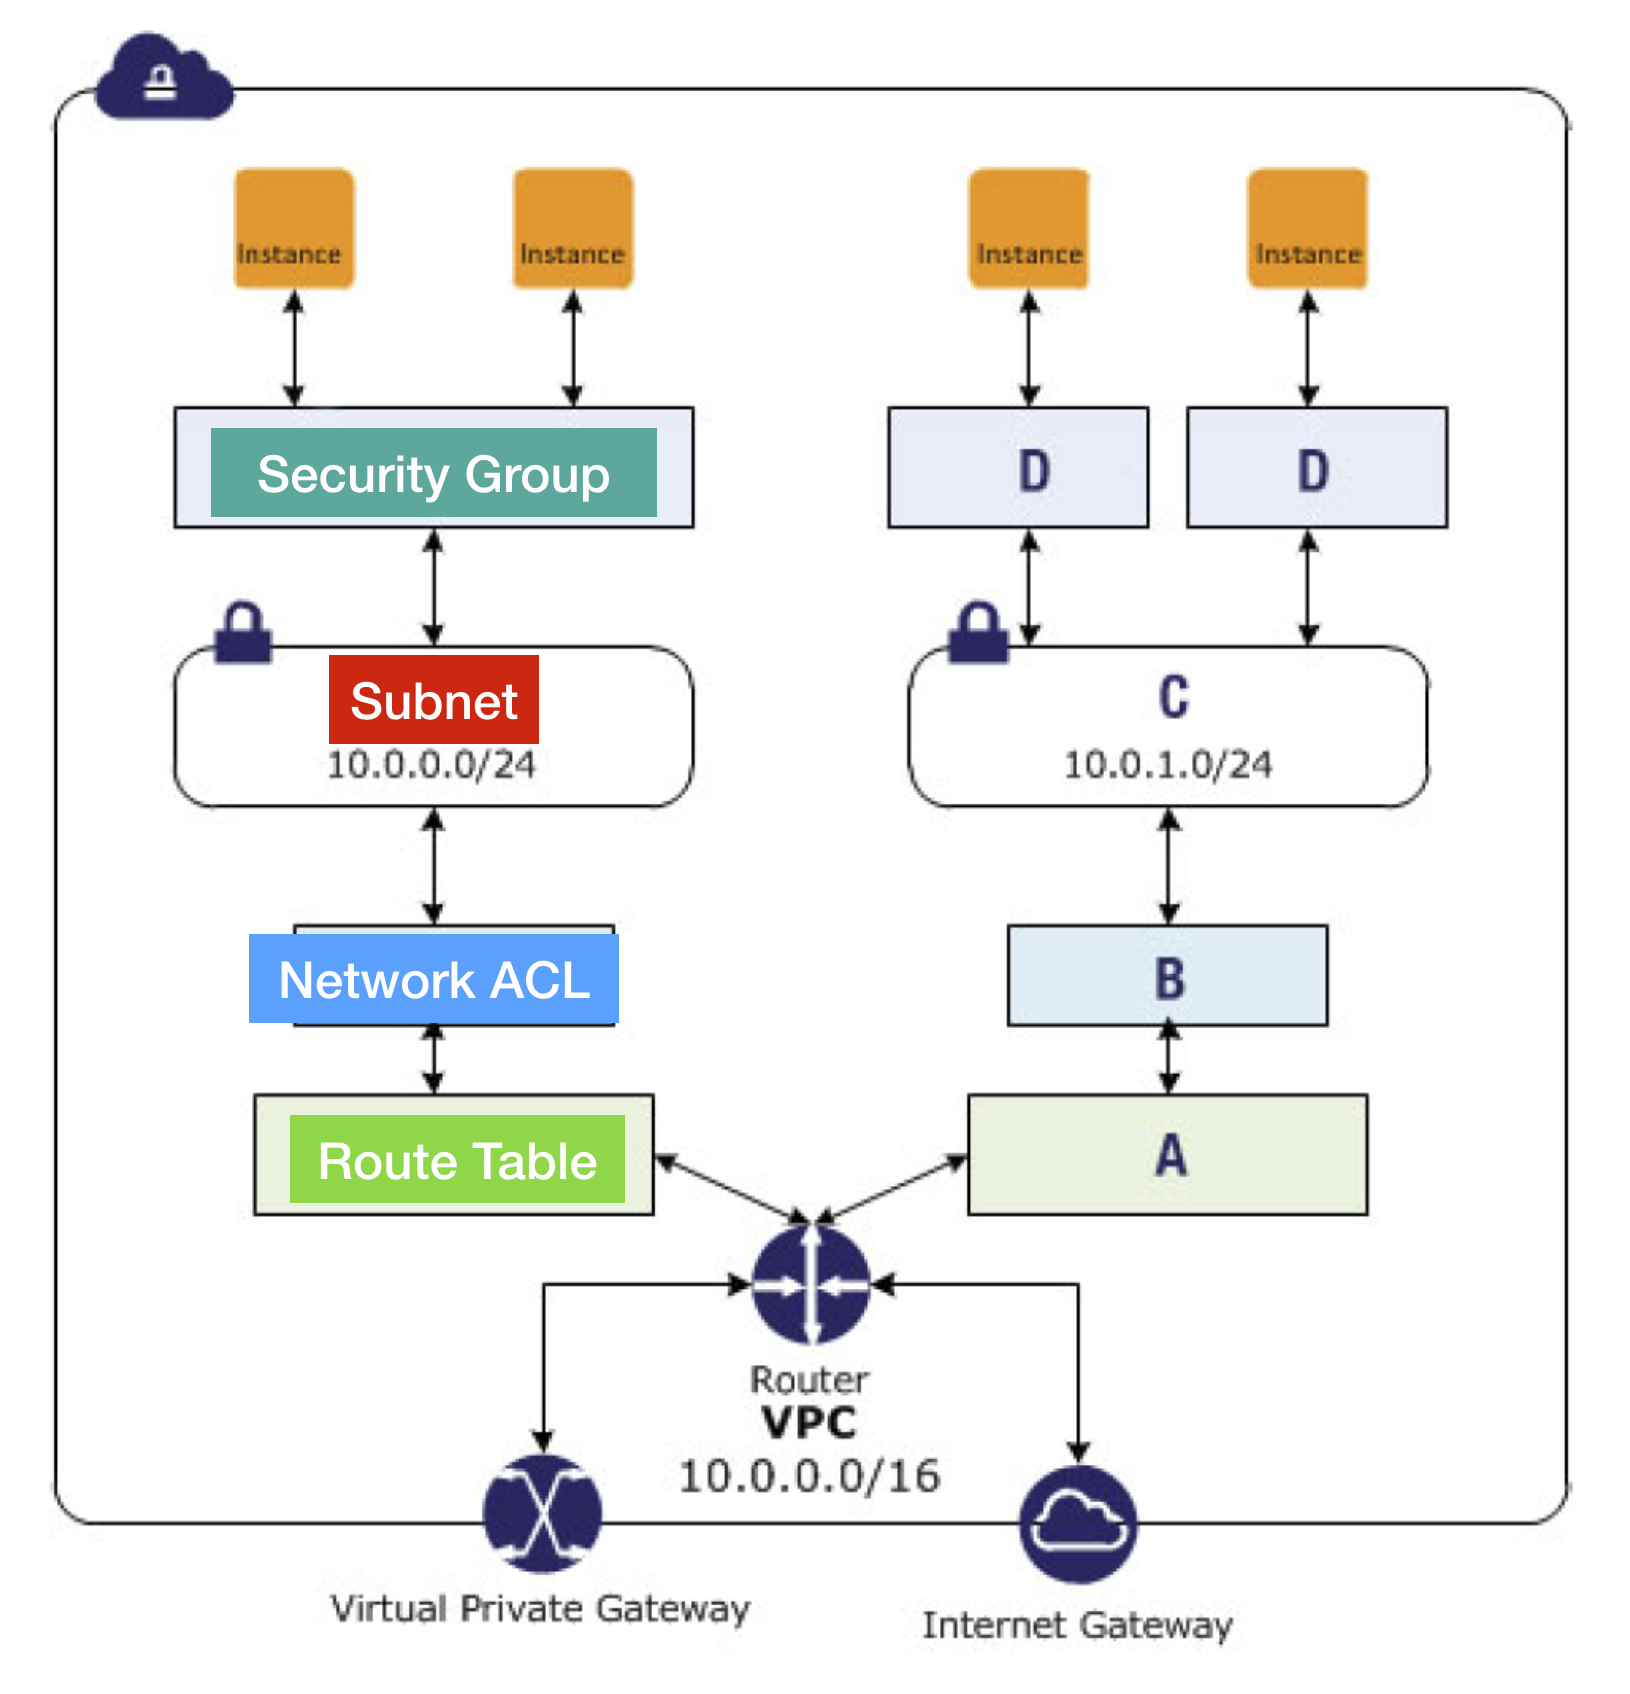 Instance
Instance
Instance
Instance
Security Group
D
D
Subnet
10.0.0.0/24
C
10.0.1.0/24
Network ACL
B
Route Table
A
Router
VPC
10.0.0.0/16
Virtual Private Gateway
Internet Gateway